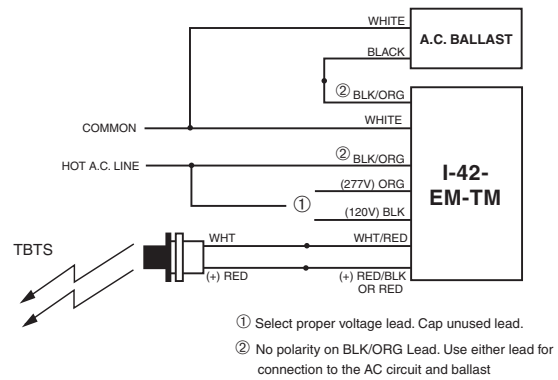 WHITE
A.C. BALLAST
BLACK
② BLK/ORG
WHITE
COMMON
HOT A.C. LINE
② BLK/ORG
I-42-
EM-TM
(277V) ORG
①
(120V) BLK
TBTS
WHT
WHT/RED
(+) RED
(+) RED/BLK
OR RED
① Select proper voltage lead. Cap unused lead.
② No polarity on BLK/ORG Lead. Use either lead for
connection to the AC circuit and ballast